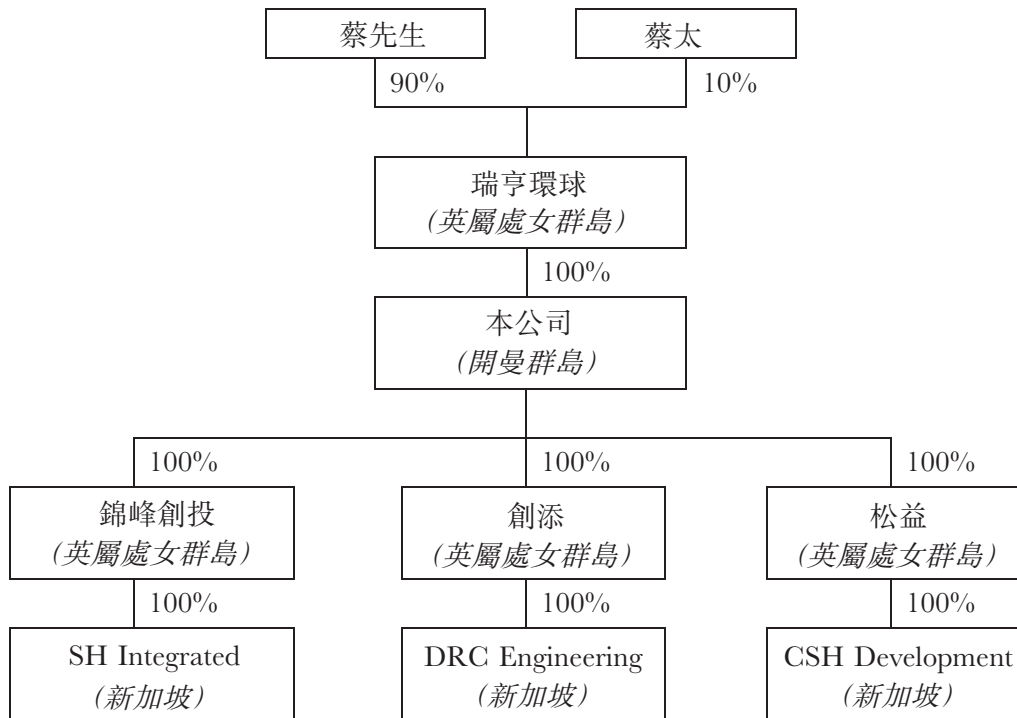 蔡先生
蔡太
90%
10%
瑞亨環球
(英屬處女群島)
100%
本公司
(開曼群島)
100%
100%
100%
錦峰創投
(英屬處女群島)
創添
(英屬處女群島)
松益
(英屬處女群島)
100%
100%
100%
SH Integrated
(新加坡)
DRC Engineering
(新加坡)
CSH Development
(新加坡)